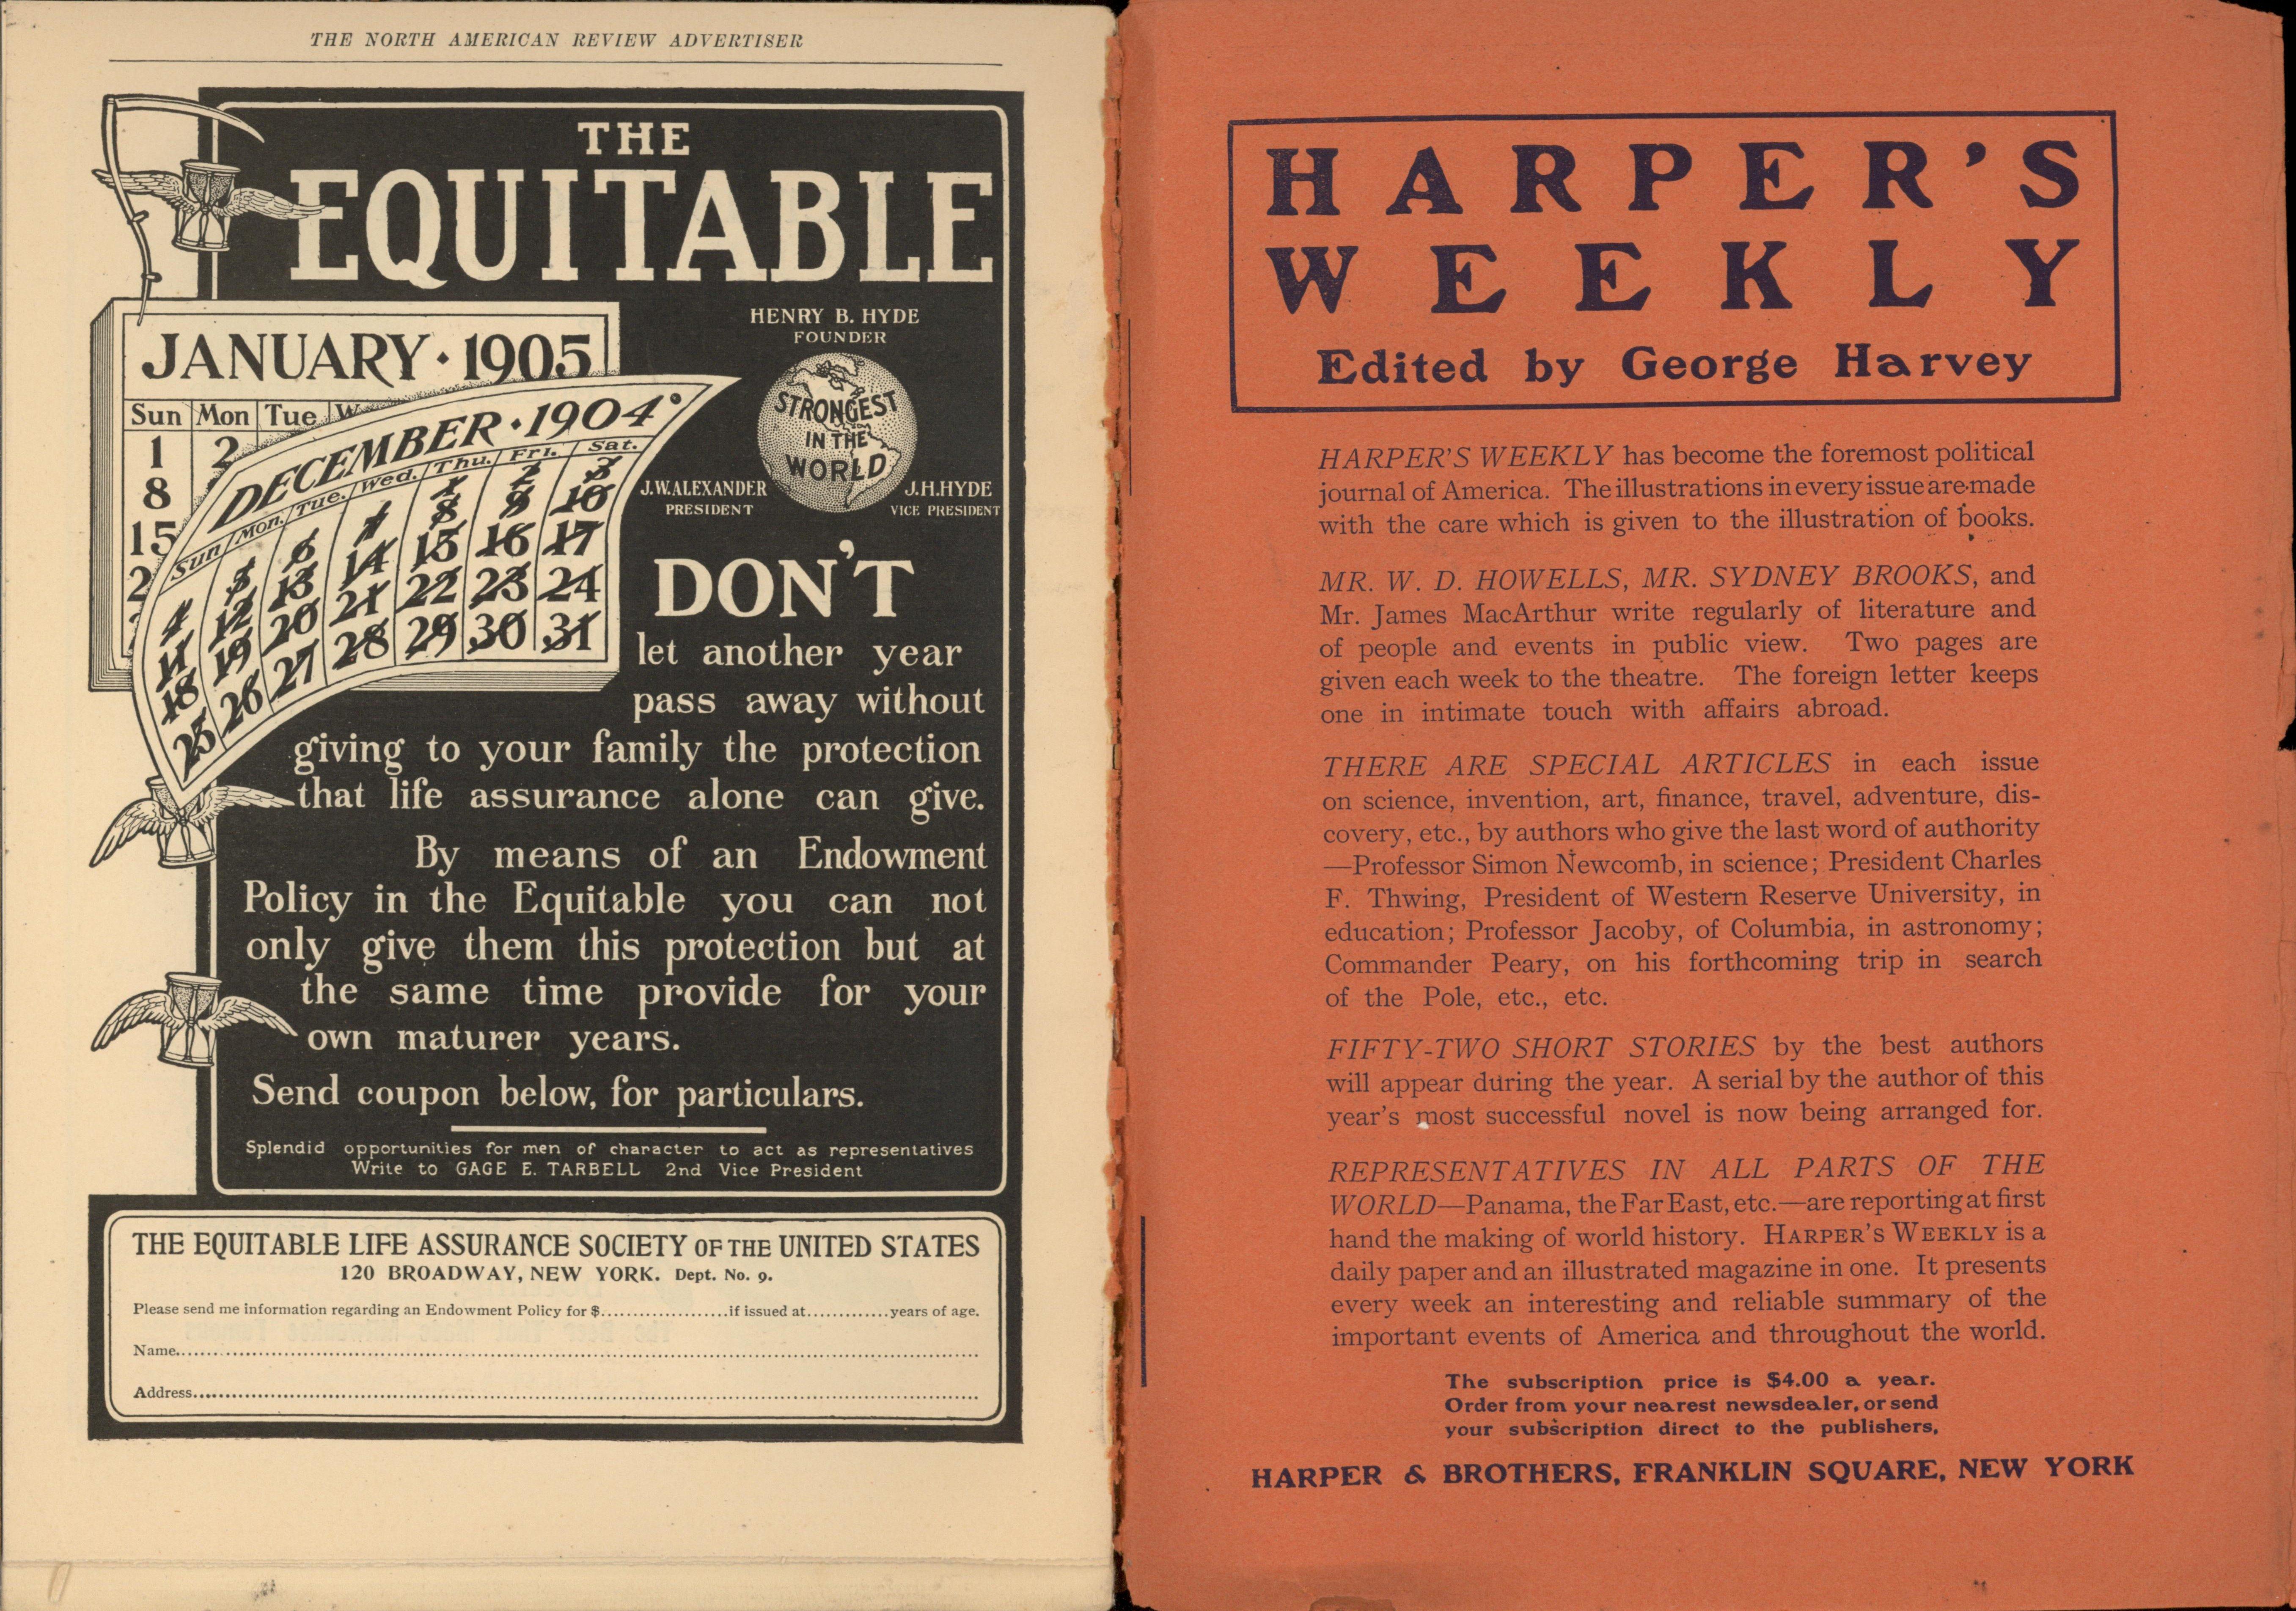 THE NORTH AMERICAN REVIEW ADVERTISER
THE
EQUITABLE
HENRY B. HYDE
FOUNDER
STRONGEST
IN THE
WORLD
J.W.ALEXANDER
PRESIDENT
J.H.HYDE
VICE PRESIDENT
JANUARY · 1905
Sun Mon Tue W
1 2
8
15
2
DECEMBER · 1904
Sun Mon. Tue. Wed. Thu. Fri. Sat.
1 2 3
4 5 6 7 8 9 10
11 12 13 14 15 16 17
18 19 20 21 22 23 24
25 26 27 28 29 30 31
DON'T
let another year
pass away without
giving to your family the protection
that life assurance alone can give.
By means of an Endowment
Policy in the Equitable you can not
only give them this protection but at
the same time provide for your
own maturer years.
Send coupon below, for particulars.
Splendid opportunities for men of character to act as representatives
Write to GAGE E. TARBELL 2nd Vice President
THE EQUITABLE LIFE ASSURANCE SOCIETY OF THE UNITED STATES
120 BROADWAY, NEW YORK. Dept. No. 9.
Please send me information regarding an Endowment Policy for $....................if issued at.............years of age.
Name.....................................................................
Address.....................................................................
HARPER'S
WEEKLY
Edited by George Harvey
HARPER'S WEEKLY has become the foremost political
journal of America. The illustrations in every issue are made
with the care which is given to the illustration of books.
MR. W. D. HOWELLS, MR. SYDNEY BROOKS, and
Mr. James MacArthur write regularly of literature and
of people and events in public view. Two pages are
given each week to the theatre. The foreign letter keeps
one in intimate touch with affairs abroad.
THERE ARE SPECIAL ARTICLES in each issue
on science, invention, art, finance, travel, adventure, dis-
covery, etc., by authors who give the last word of authority
—Professor Simon Newcomb, in science; President Charles
F. Thwing, President of Western Reserve University, in
education; Professor Jacoby, of Columbia, in astronomy;
Commander Peary, on his forthcoming trip in search
of the Pole, etc., etc.
FIFTY-TWO SHORT STORIES by the best authors
will appear during the year. A serial by the author of this
year's most successful novel is now being arranged for.
REPRESENTATIVES IN ALL PARTS OF THE
WORLD—Panama, the Far East, etc.—are reporting at first
hand the making of world history. HARPER'S WEEKLY is a
daily paper and an illustrated magazine in one. It presents
every week an interesting and reliable summary of the
important events of America and throughout the world.
The subscription price is $4.00 a year.
Order from your nearest newsdealer, or send
your subscription direct to the publishers,
HARPER & BROTHERS, FRANKLIN SQUARE, NEW YORK